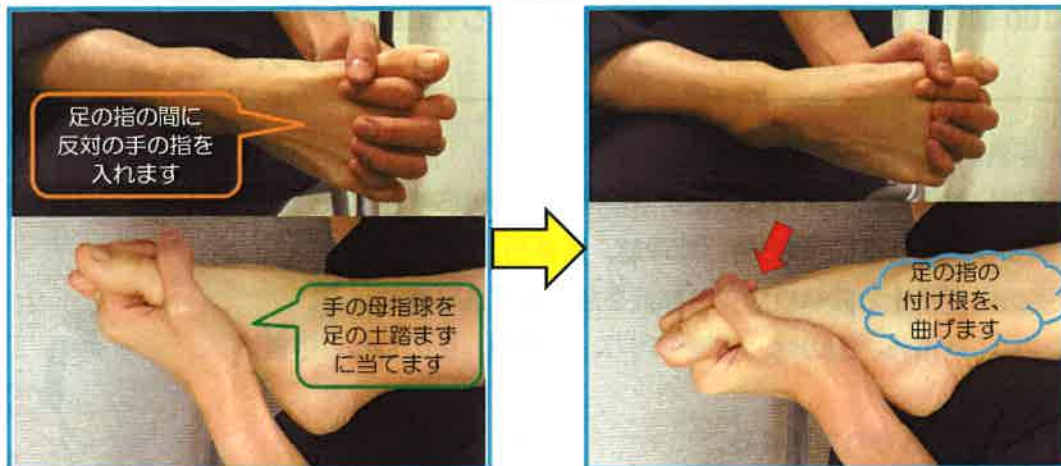 足の指の間に
反対の手の指を
入れます
手の母指球を
足の土踏まず
に当てます
足の指の
付け根を、
曲げます